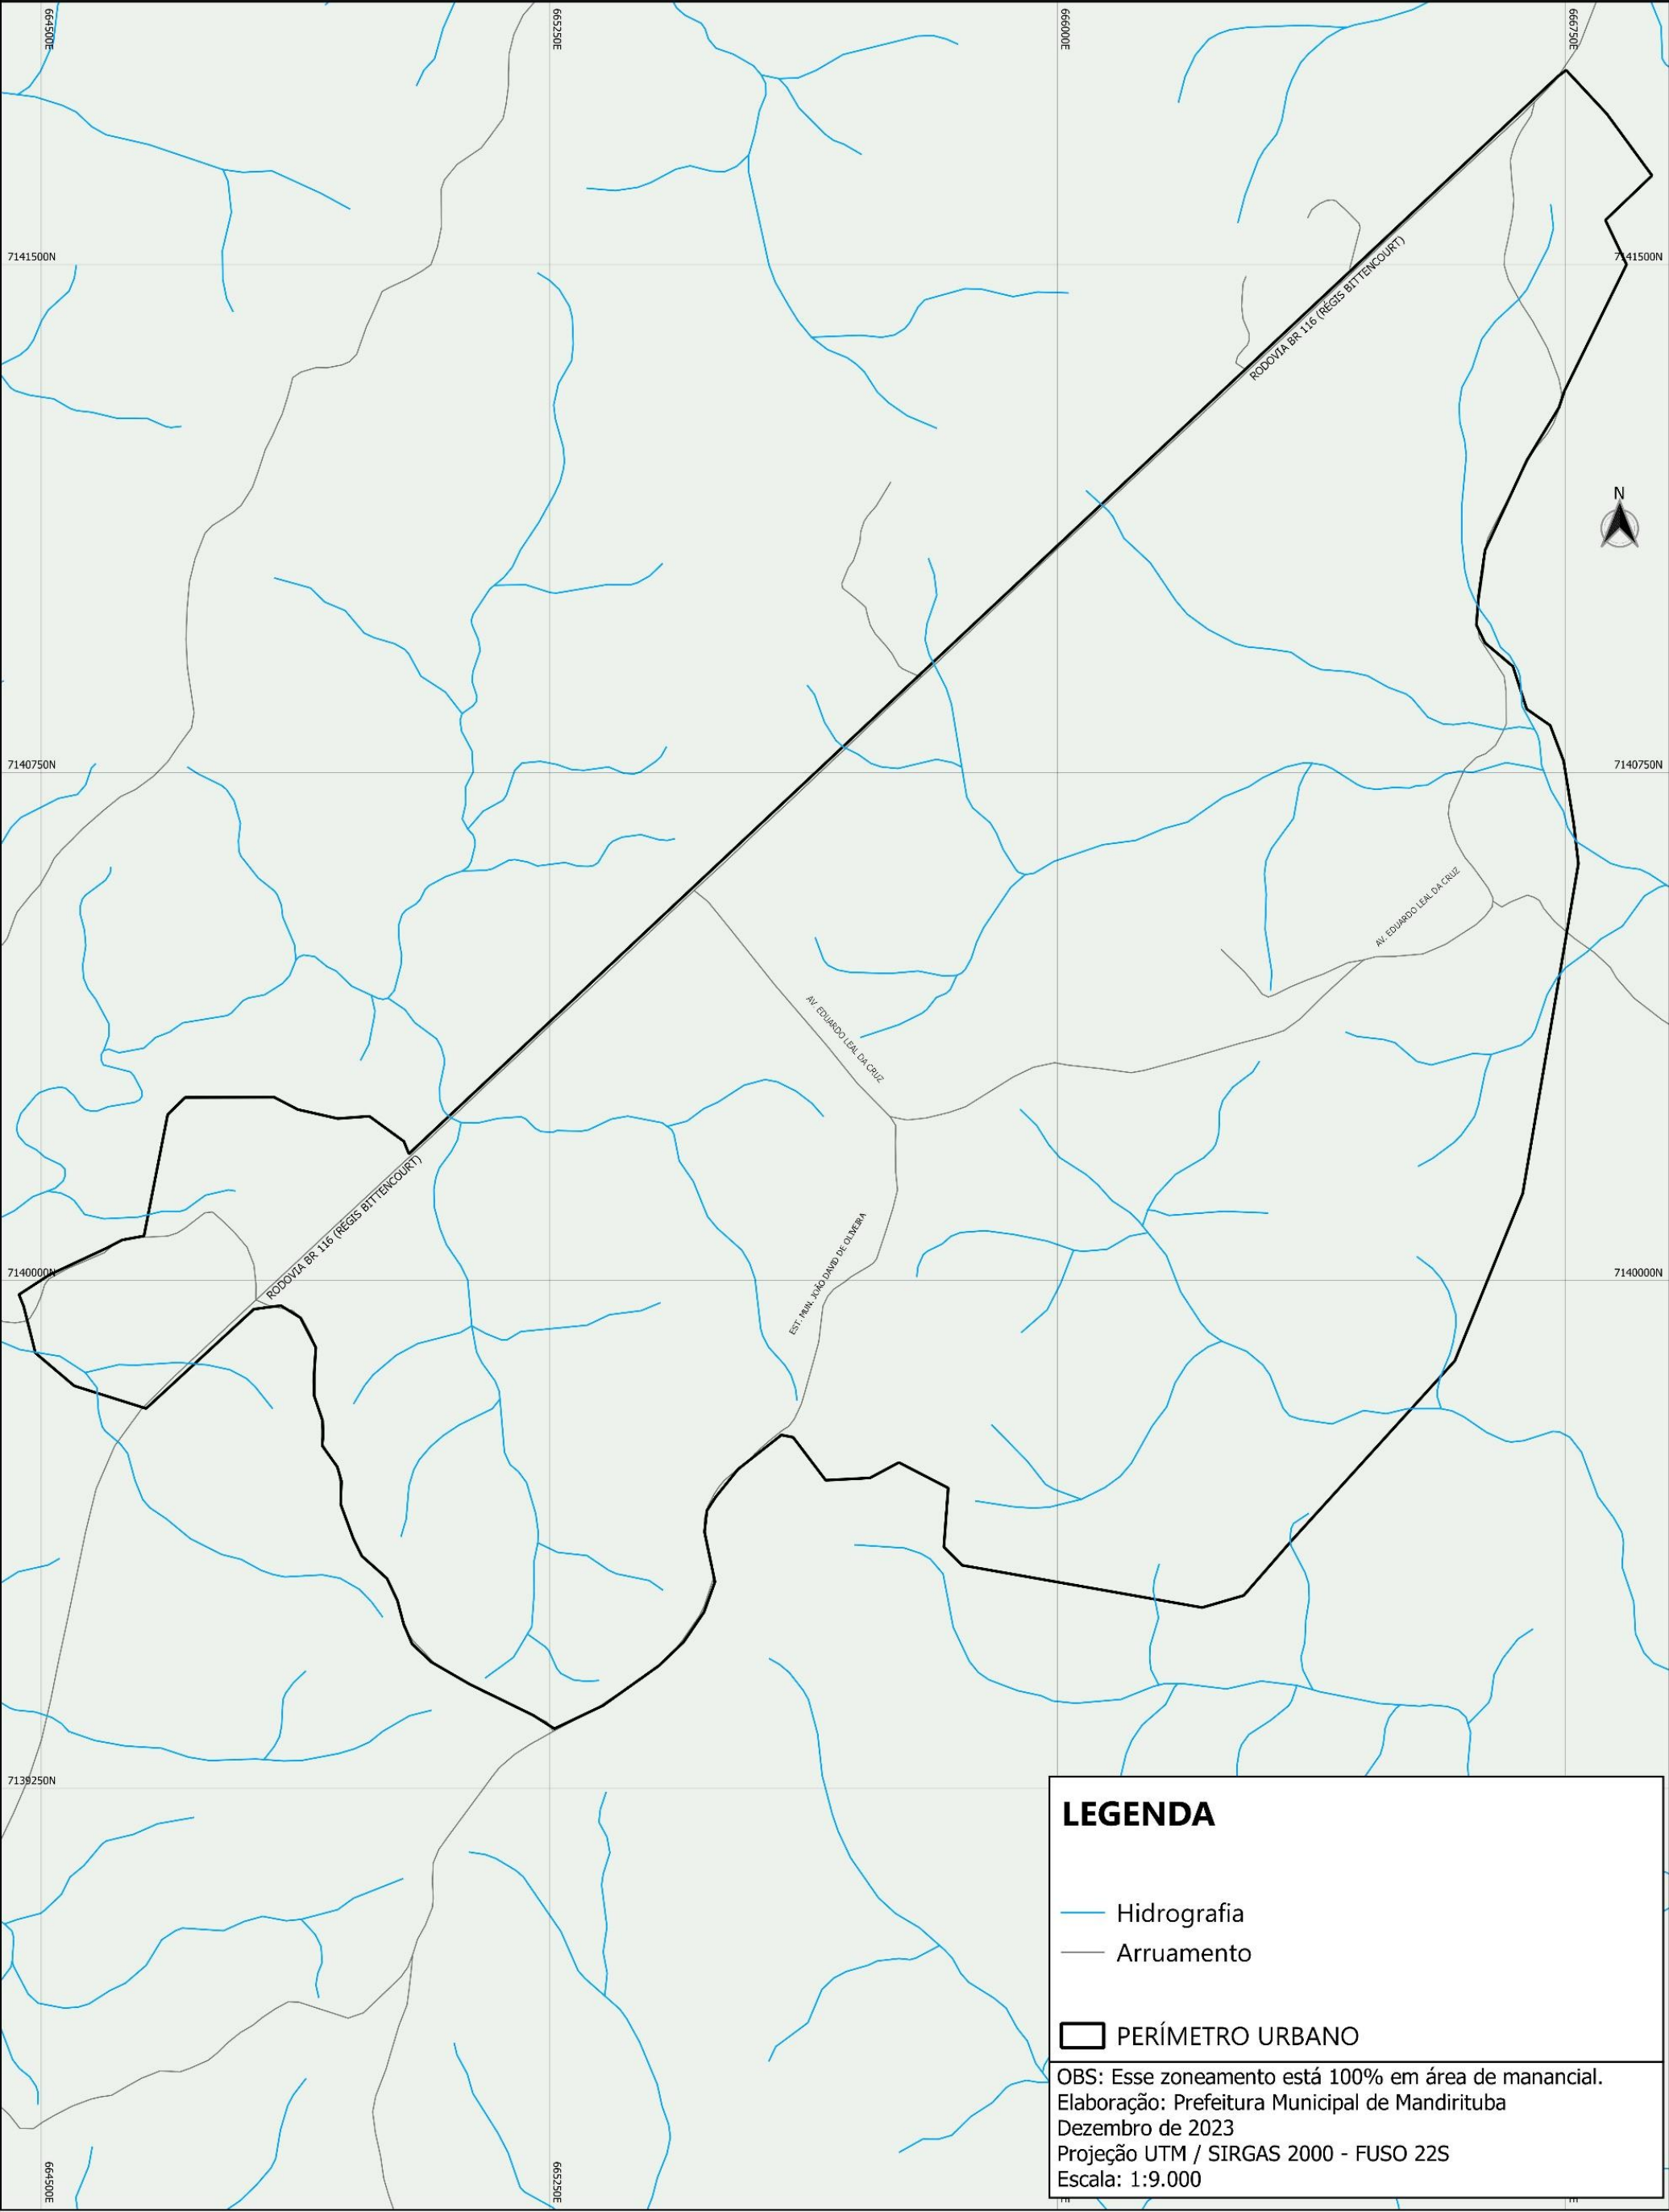 664500E
665250E
666000E
666750E
7141500N
7141500N
RODOVIA BR 116 (RÉGIS BITTENCOURT)
N
7140750N
7140750N
AV. EDUARDO LEAL DA CRUZ
AV. EDUARDO LEAL DA CRUZ
RODOVIA BR 116 (RÉGIS BITTENCOURT)
EST. MUN. JOÃO DAVID DE OLIVEIRA
7140000N
7140000N
7139250N
LEGENDA
Hidrografia
Arruamento
PERÍMETRO URBANO
OBS: Esse zoneamento está 100% em área de manancial.
Elaboração: Prefeitura Municipal de Mandirituba
Dezembro de 2023
Projeção UTM / SIRGAS 2000 - FUSO 22S
Escala: 1:9.000
664500E
665250E